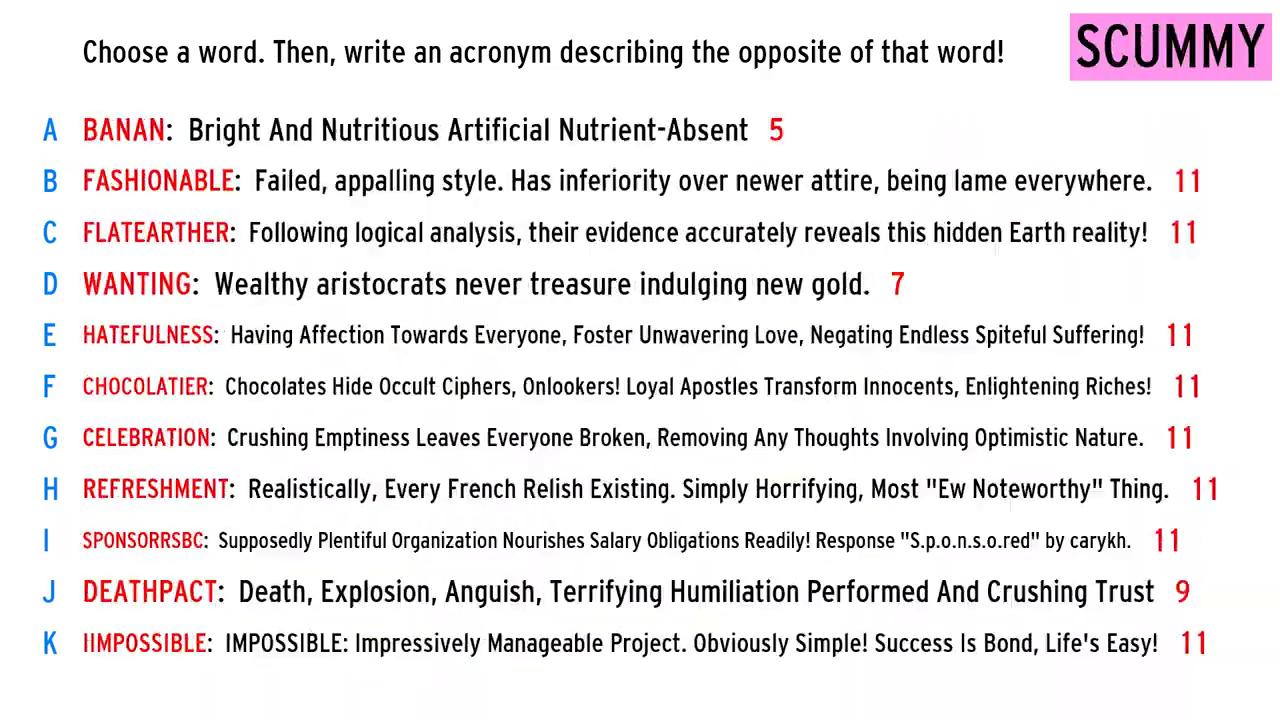 Choose a word. Then, write an acronym describing the opposite of that word!
SCUMMY
A BANAN: Bright And Nutritious Artificial Nutrient-Absent 5
B FASHIONABLE: Failed, appalling style. Has inferiority over newer attire, being lame everywhere. 11
C FLATEARTHER: Following logical analysis, their evidence accurately reveals this hidden Earth reality! 11
D WANTING: Wealthy aristocrats never treasure indulging new gold. 7
E HATEFULNESS: Having Affection Towards Everyone, Foster Unwavering Love, Negating Endless Spiteful Suffering! 11
F CHOCOLATIER: Chocolates Hide Occult Ciphers, Onlookers! Loyal Apostles Transform Innocents, Enlightening Riches! 11
G CELEBRATION: Crushing Emptiness Leaves Everyone Broken, Removing Any Thoughts Involving Optimistic Nature. 11
H REFRESHMENT: Realistically, Every French Relish Existing. Simply Horrifying, Most "Ew Noteworthy" Thing. 11
I SPONSORRSBC: Supposedly Plentiful Organization Nourishes Salary Obligations Readily! Response "S.p.o.n.s.o.red" by carykh. 11
J DEATHPACT: Death, Explosion, Anguish, Terrifying Humiliation Performed And Crushing Trust 9
K IIMPOSSIBLE: IMPOSSIBLE: Impressively Manageable Project. Obviously Simple! Success Is Bond, Life's Easy! 11